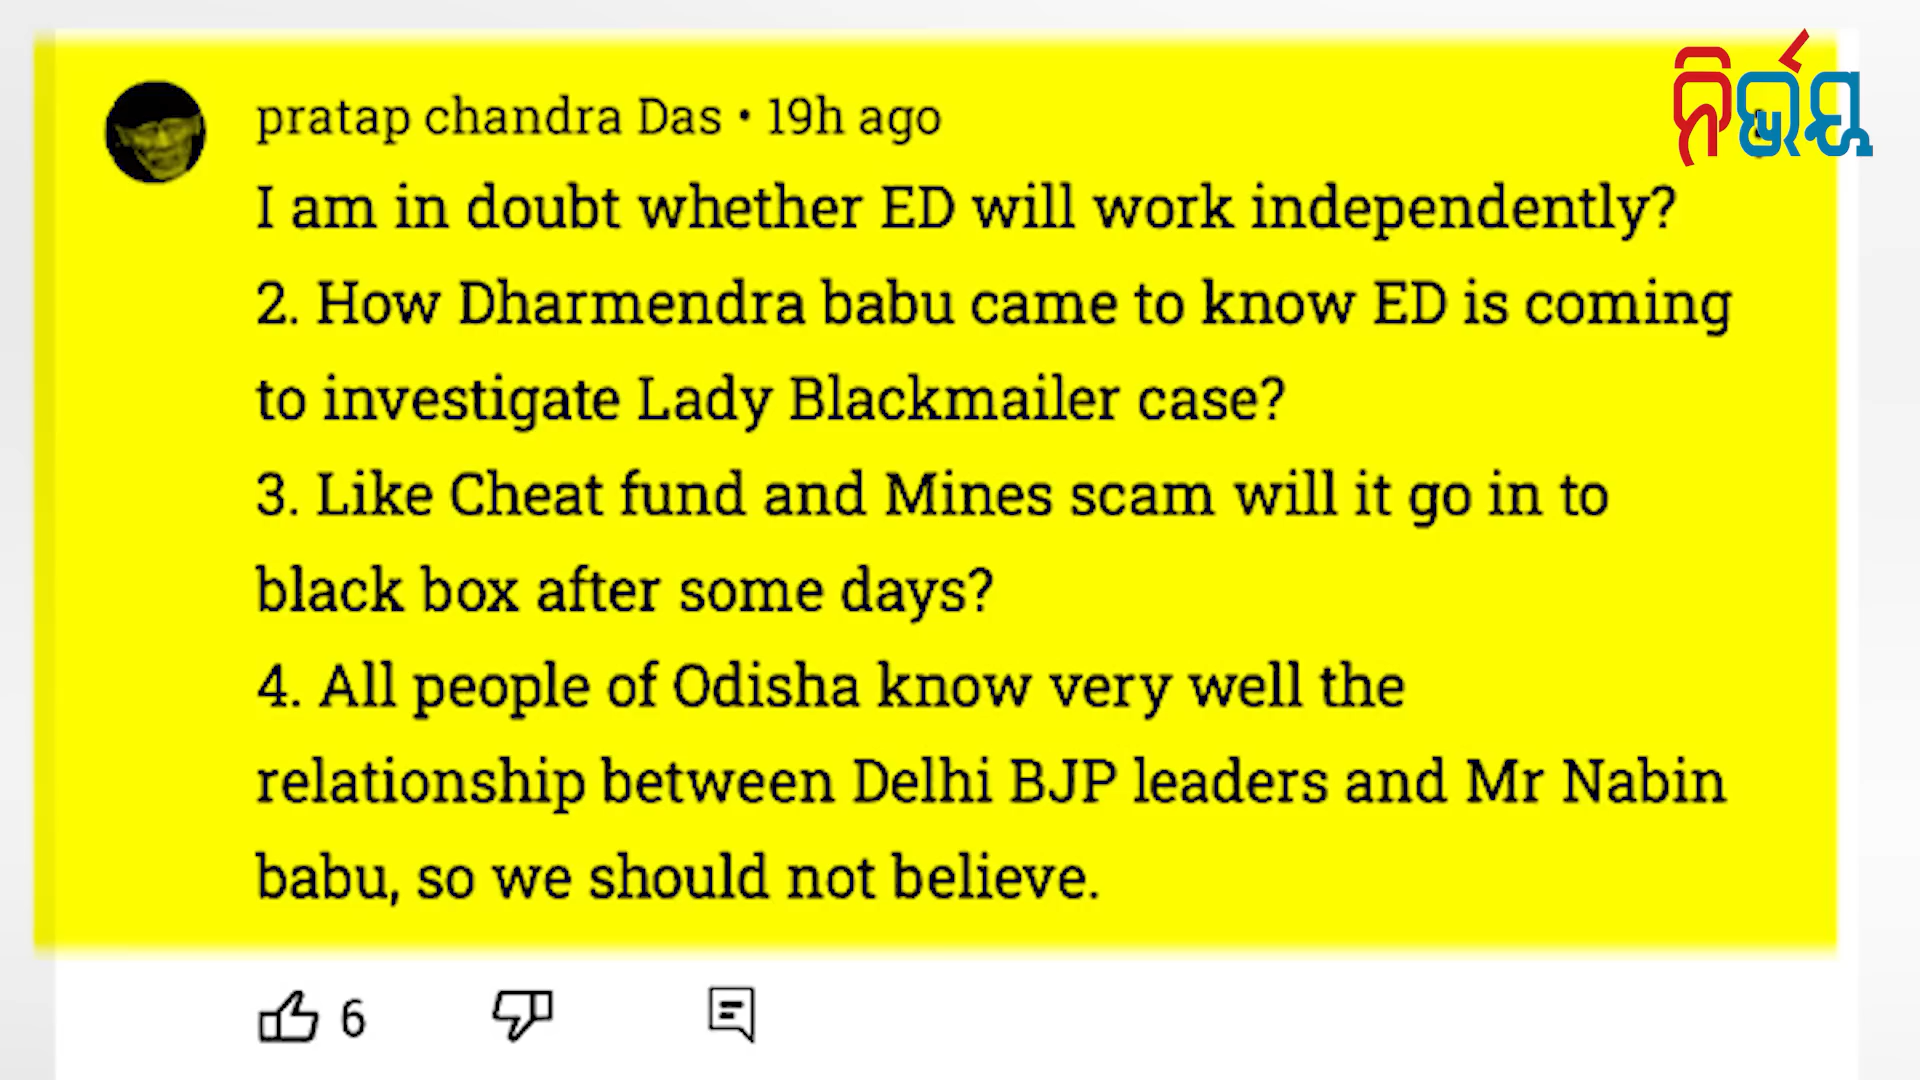 ନିର୍ଭୟ
pratap chandra Das • 19h ago
I am in doubt whether ED will work independently?
2. How Dharmendra babu came to know ED is coming
to investigate Lady Blackmailer case?
3. Like Cheat fund and Mines scam will it go in to
black box after some days?
4. All people of Odisha know very well the
relationship between Delhi BJP leaders and Mr Nabin
babu, so we should not believe.
6